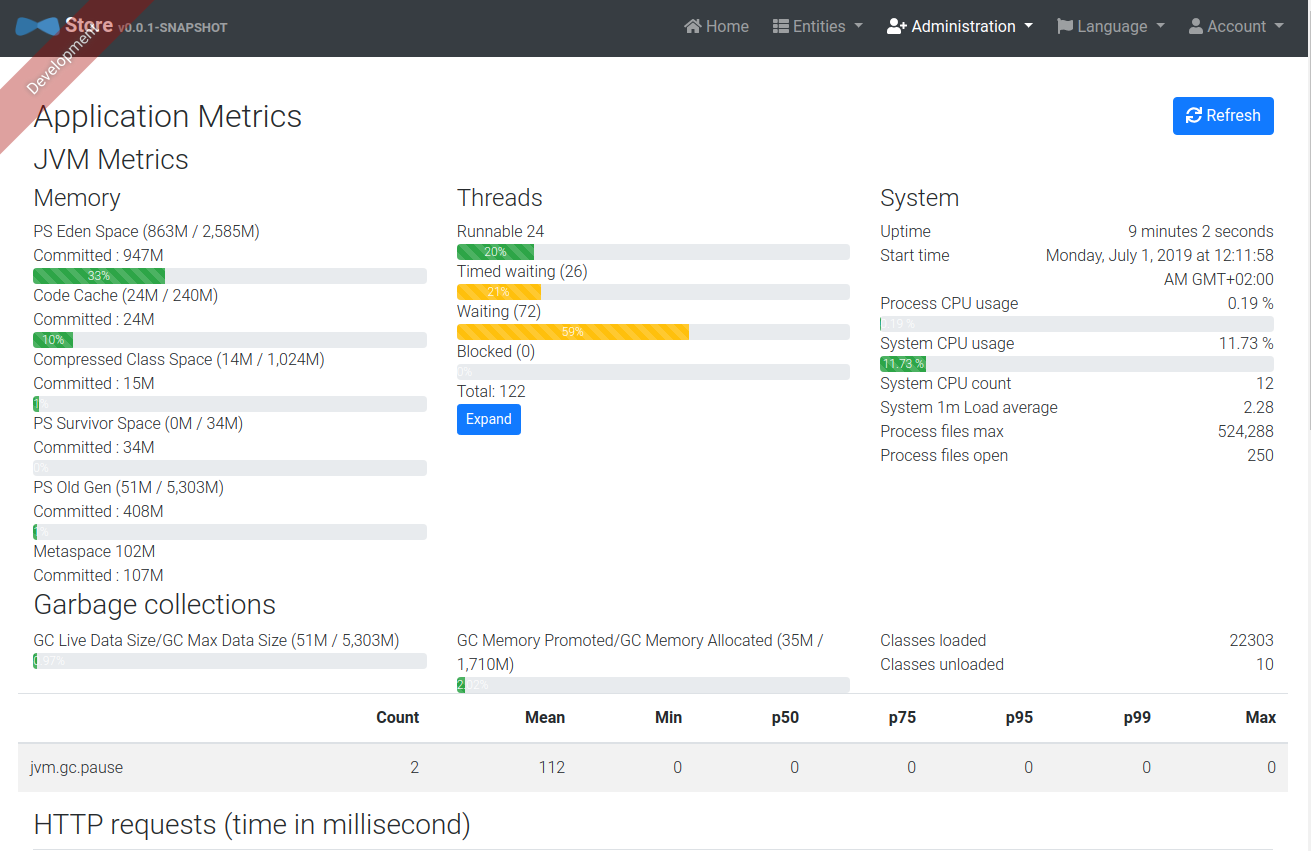 Store v0.0.1-SNAPSHOT
Home Entities Administration Language Account
Development
Application Metrics
Refresh
JVM Metrics
Memory
PS Eden Space (863M / 2,585M)
Committed : 947M
33%
Code Cache (24M / 240M)
Committed : 24M
10%
Compressed Class Space (14M / 1,024M)
Committed : 15M
1%
PS Survivor Space (0M / 34M)
Committed : 34M
0%
PS Old Gen (51M / 5,303M)
Committed : 408M
1%
Metaspace 102M
Committed : 107M
Threads
Runnable 24
20%
Timed waiting (26)
21%
Waiting (72)
59%
Blocked (0)
0%
Total: 122
Expand
System
Uptime 9 minutes 2 seconds
Start time Monday, July 1, 2019 at 12:11:58
AM GMT+02:00
Process CPU usage 0.19 %
0.19 %
System CPU usage 11.73 %
11.73 %
System CPU count 12
System 1m Load average 2.28
Process files max 524,288
Process files open 250
Garbage collections
GC Live Data Size/GC Max Data Size (51M / 5,303M)
0.97%
GC Memory Promoted/GC Memory Allocated (35M /
1,710M)
2.02%
Classes loaded 22303
Classes unloaded 10
Count Mean Min p50 p75 p95 p99 Max
jvm.gc.pause 2 112 0 0 0 0 0 0
HTTP requests (time in millisecond)